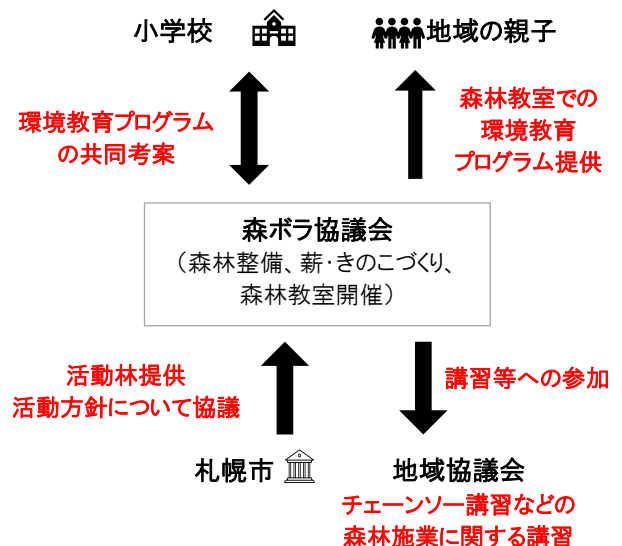 小学校
地域の親子
環境教育プログラム
の共同考案
森林教室での
環境教育
プログラム提供
森ボラ協議会
（森林整備、薪・きのこづくり、
森林教室開催）
活動林提供
活動方針について協議
講習等への参加
札幌市
地域協議会
チェーンソー講習などの
森林施業に関する講習